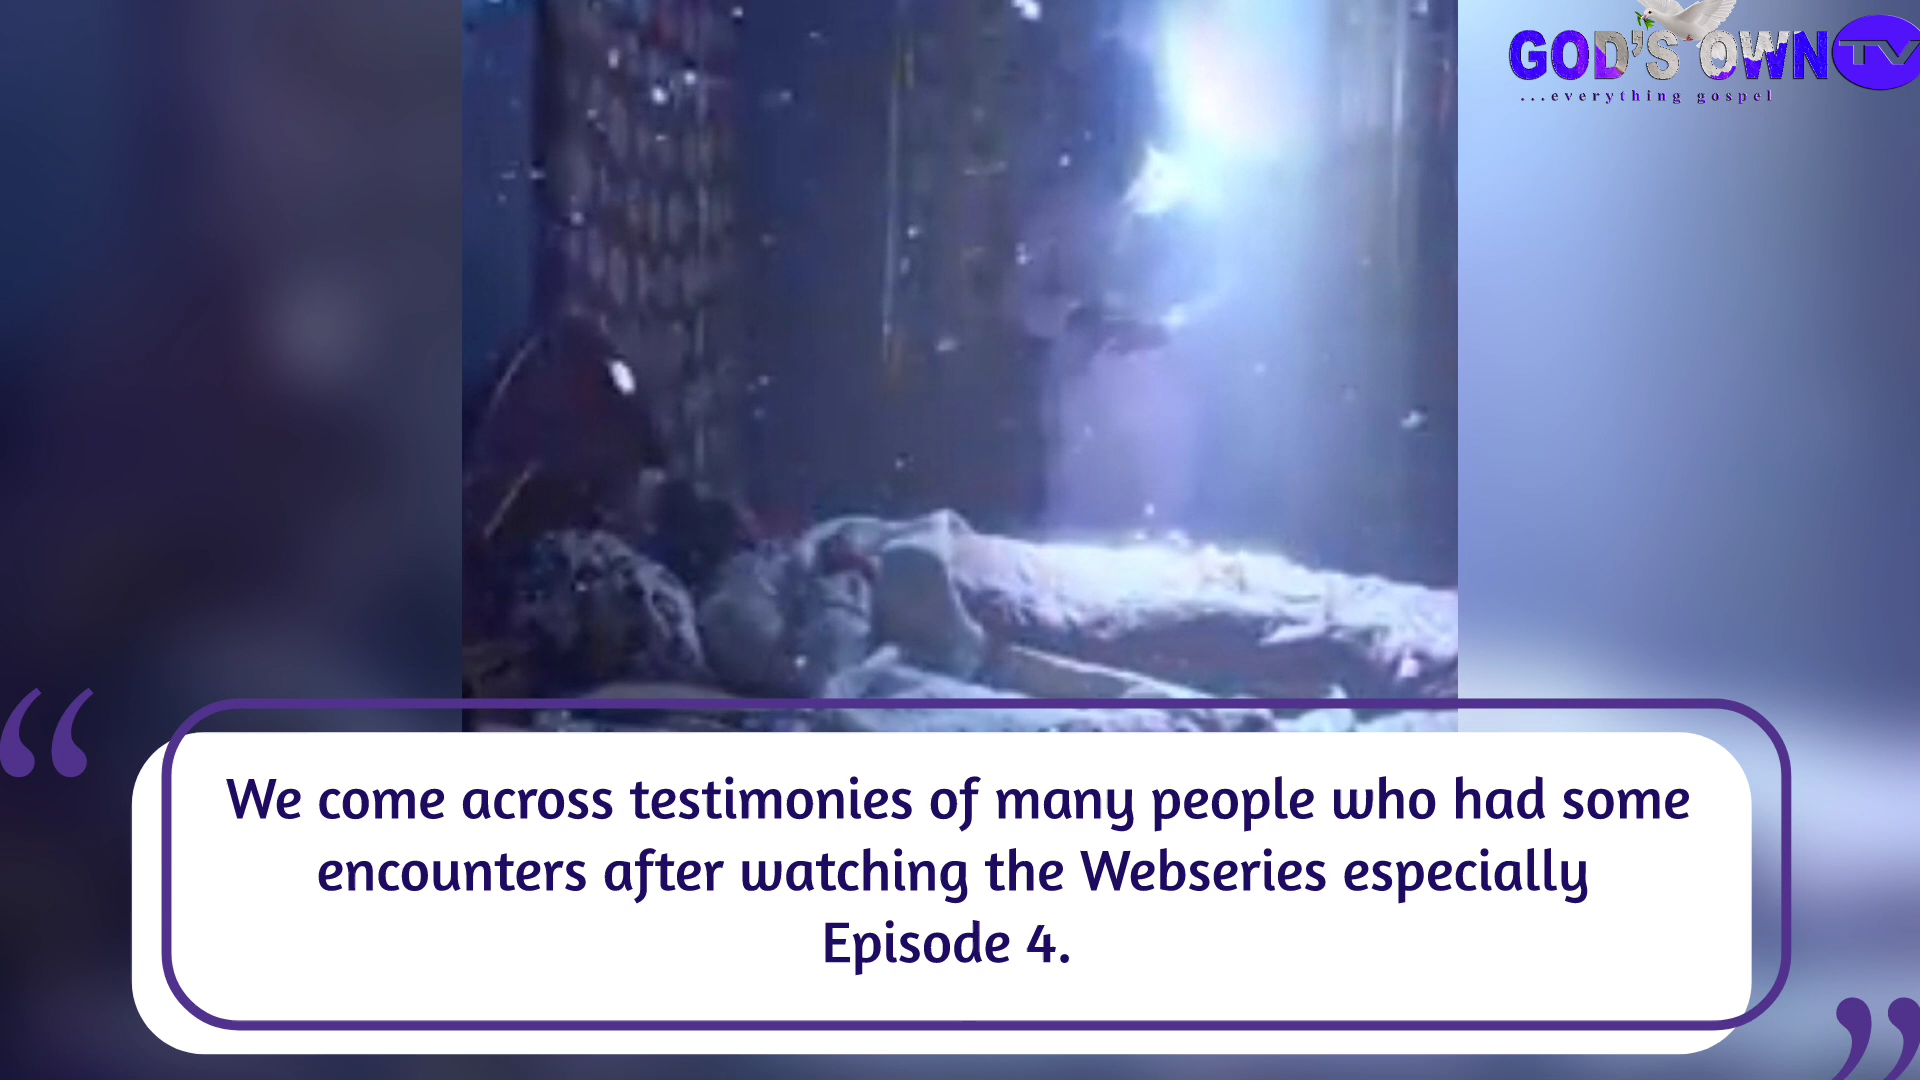 GOD'S OWN TV
...everything gospel
“
We come across testimonies of many people who had some
encounters after watching the Webseries especially
Episode 4.
”